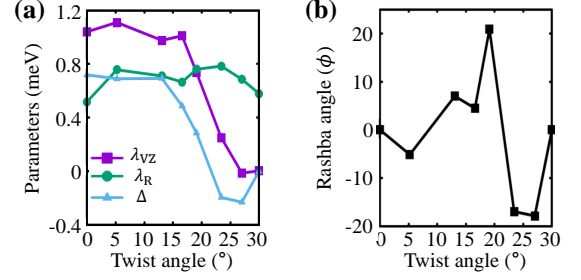 (a)
Parameters (meV)
1.2
0.8
0.4
0
-0.4
λVZ
λR
Δ
0 5 10 15 20 25 30
Twist angle (°)
(b)
Rashba angle (ϕ)
20
10
0
-10
-20
0 5 10 15 20 25 30
Twist angle (°)